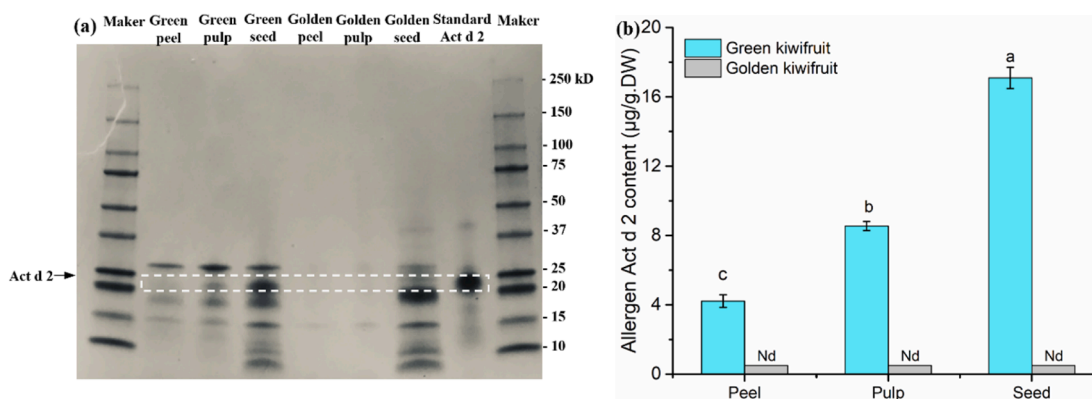 (a)
Maker Green peel Green pulp Green seed Golden peel Golden pulp Golden seed Standard Act d 2 Maker
- 250 kD
- 150
- 100
- 75
- 50
- 37
- 25
- 20
- 15
- 10
Act d 2
(b)
Allergen Act d 2 content (μg/g.DW)
20
16
12
8
4
0
Green kiwifruit
Golden kiwifruit
c
b
a
Nd
Nd
Nd
Peel
Pulp
Seed